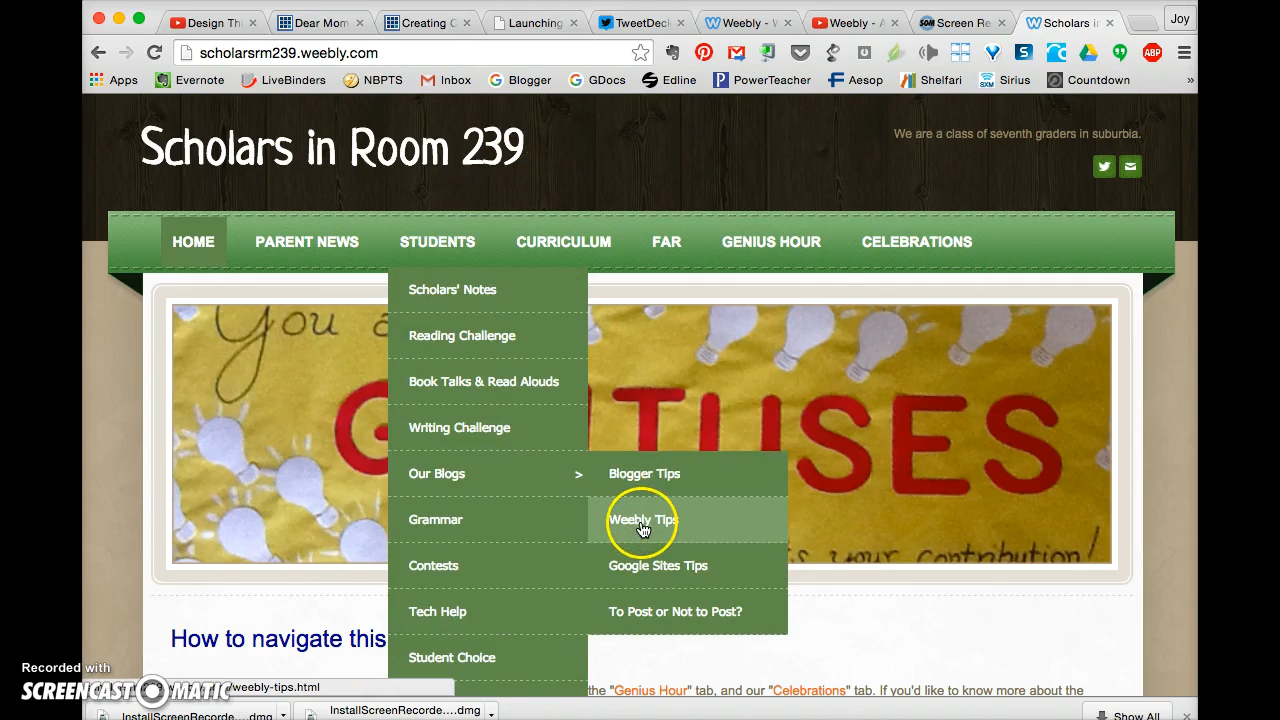 Design Th
Dear Mom
Creating C
Launching
TweetDeck
Weebly - W
Weebly - A
Screen Re
Scholars in
Joy
scholarsrm239.weebly.com
Apps
Evernote
LiveBinders
NBPTS
Inbox
Blogger
GDocs
Edline
PowerTeach
Aesop
Shelfari
Sirius
Countdown
»
Scholars in Room 239
We are a class of seventh graders in suburbia.
HOME PARENT NEWS STUDENTS CURRICULUM FAR GENIUS HOUR CELEBRATIONS
Scholars' Notes
Reading Challenge
Book Talks & Read Alouds
Writing Challenge
Our Blogs >
Grammar
Contests
Tech Help
Student Choice
Blogger Tips
Weebly Tips
Google Sites Tips
To Post or Not to Post?
You a
G
TUSES
s your contribution!
How to navigate this
the "Genius Hour" tab, and our "Celebrations" tab. If you'd like to know more about the
Recorded with
SCREENCAST-O-MATIC
/weebly-tips.html
InstallScreenRecorde....dmg
InstallScreenRecorde....dmg
Show All